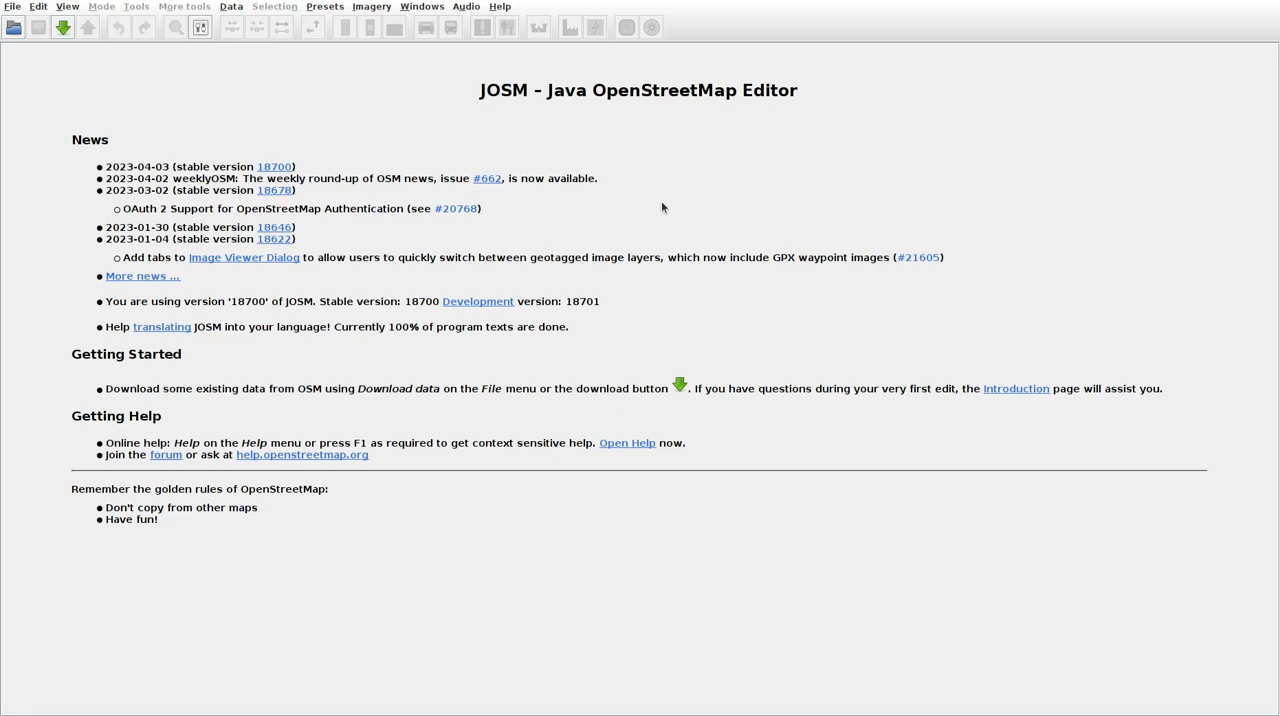 File Edit View Mode Tools More tools Data Selection Presets Imagery Windows Audio Help
JOSM – Java OpenStreetMap Editor
News
● 2023-04-03 (stable version 18700)
● 2023-04-02 weeklyOSM: The weekly round-up of OSM news, issue #662, is now available.
● 2023-03-02 (stable version 18678)
○ OAuth 2 Support for OpenStreetMap Authentication (see #20768)
● 2023-01-30 (stable version 18646)
● 2023-01-04 (stable version 18622)
○ Add tabs to Image Viewer Dialog to allow users to quickly switch between geotagged image layers, which now include GPX waypoint images (#21605)
● More news ...
● You are using version '18700' of JOSM. Stable version: 18700 Development version: 18701
● Help translating JOSM into your language! Currently 100% of program texts are done.
Getting Started
● Download some existing data from OSM using Download data on the File menu or the download button . If you have questions during your very first edit, the Introduction page will assist you.
Getting Help
● Online help: Help on the Help menu or press F1 as required to get context sensitive help. Open Help now.
● Join the forum or ask at help.openstreetmap.org
Remember the golden rules of OpenStreetMap:
● Don't copy from other maps
● Have fun!